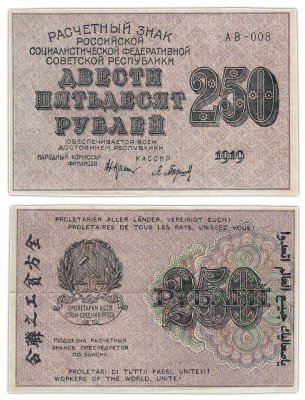 РАСЧЕТНЫЙ ЗНАК
РОССИЙСКОЙ
СОЦИАЛИСТИЧЕСКОЙ ФЕДЕРАТИВНОЙ
СОВЕТСКОЙ РЕСПУБЛИКИ
АВ-008
ДВЕСТИ
ПЯТЬДЕСЯТ
РУБЛЕЙ
250
ОБЕСПЕЧИВАЕТСЯ ВСЕМ
ДОСТОЯНИЕМ РЕСПУБЛИКИ
НАРОДНЫЙ КОМИССАР
ФИНАНСОВ
КАССИР
1919
PROLETARIER ALLER LÄNDER, VEREINIGT EUCH!
PROLETAIRES DE TOUS LES PAYS, UNISSEZ VOUS!
ПРОЛЕТАРИИ ВСЕХ
СТРАН СОЕДИНЯЙТЕСЬ
250
РУБЛЕЙ
ПОДДЕЛКА РАСЧЕТНЫХ
ЗНАКОВ ПРЕСЛЕДУЕТСЯ
ПО ЗАКОНУ.
PROLETARI DI TUTTI PAESI, UNITEVI!
WORKERS OF THE WORLD, UNITE!